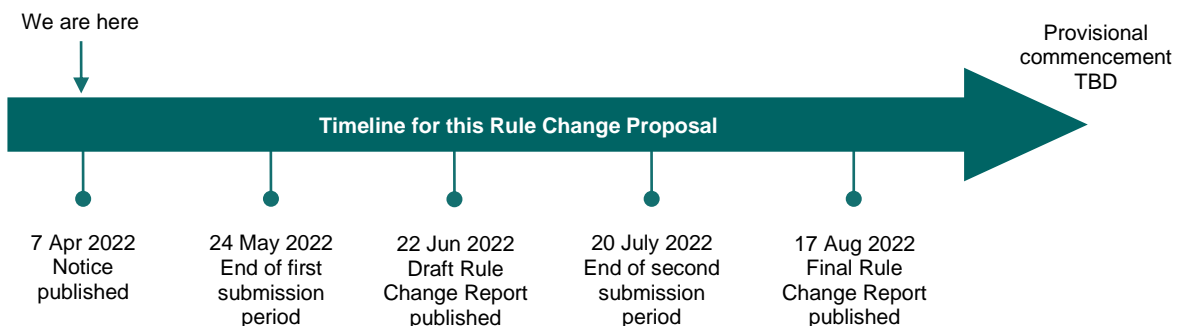 We are here
Provisional
commencement
TBD
Timeline for this Rule Change Proposal
7 Apr 2022
Notice
published
24 May 2022
End of first
submission
period
22 Jun 2022
Draft Rule
Change Report
published
20 July 2022
End of second
submission
period
17 Aug 2022
Final Rule
Change Report
published